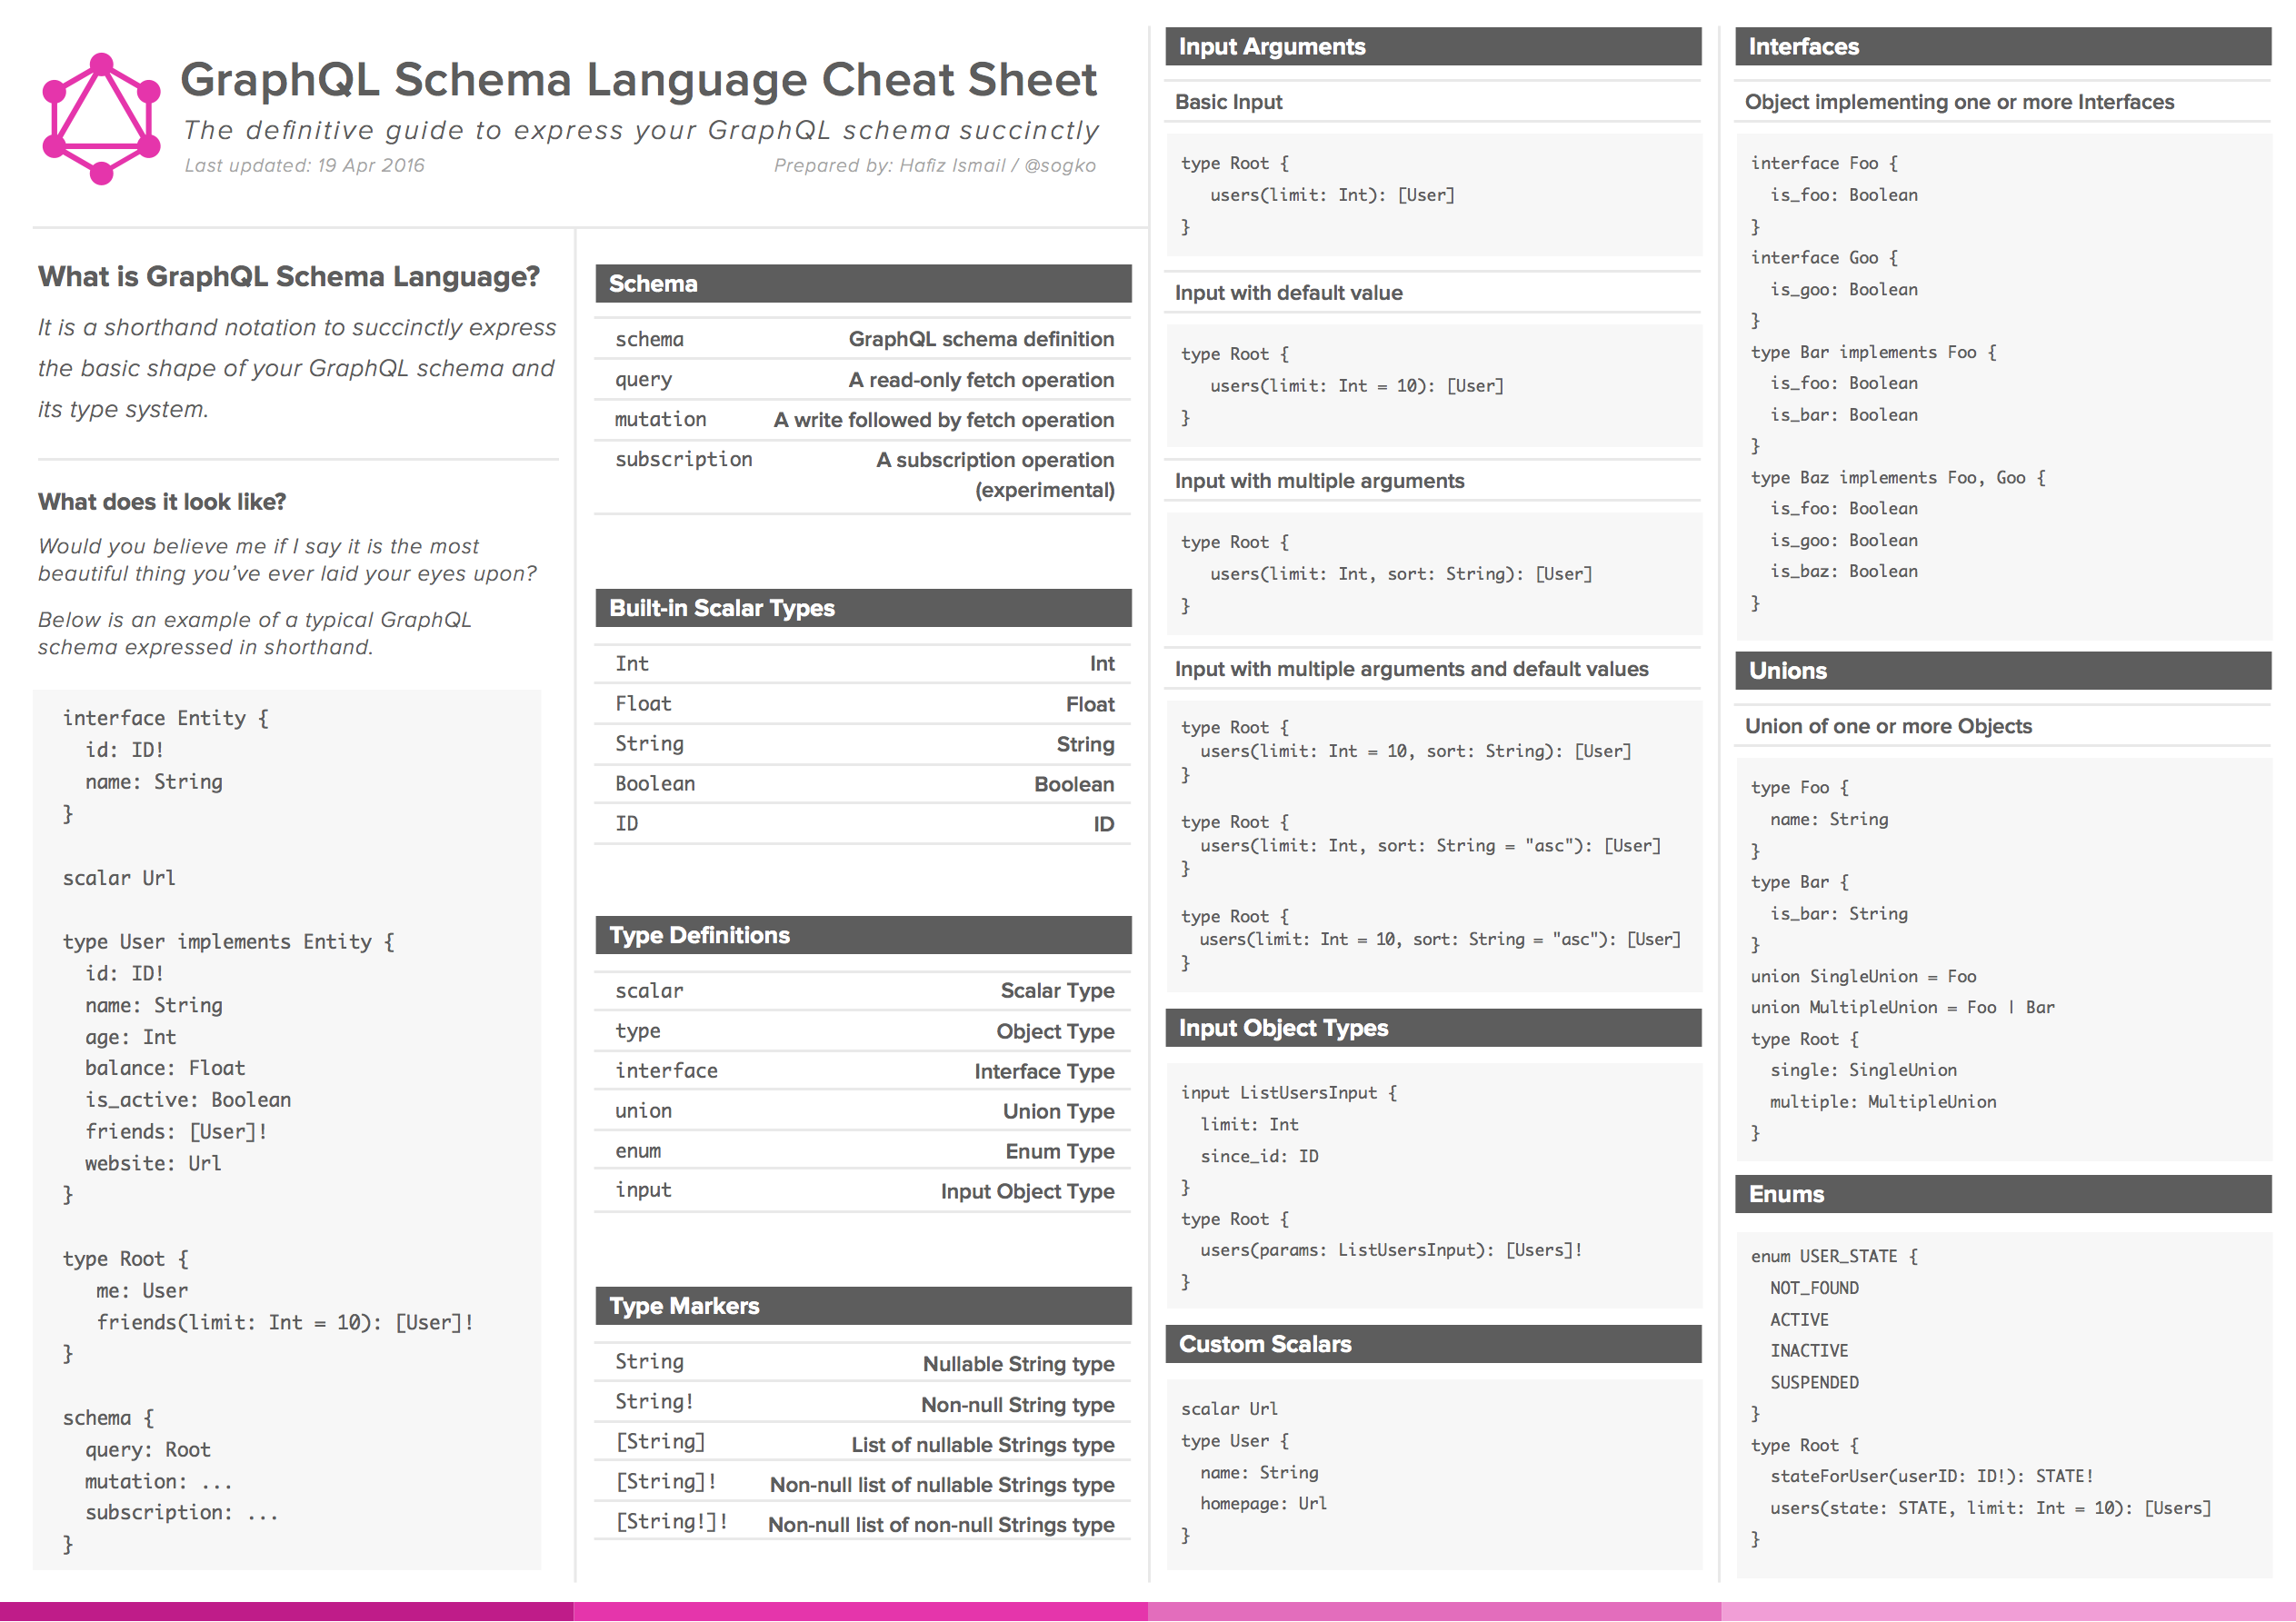 GraphQL Schema Language Cheat Sheet
The definitive guide to express your GraphQL schema succinctly
Last updated: 19 Apr 2016
Prepared by: Hafiz Ismail / @sogko
What is GraphQL Schema Language?
It is a shorthand notation to succinctly express
the basic shape of your GraphQL schema and
its type system.
What does it look like?
Would you believe me if I say it is the most
beautiful thing you've ever laid your eyes upon?
Below is an example of a typical GraphQL
schema expressed in shorthand.
interface Entity {
  id: ID!
  name: String
}
scalar Url
type User implements Entity {
  id: ID!
  name: String
  age: Int
  balance: Float
  is_active: Boolean
  friends: [User]!
  website: Url
}
type Root {
   me: User
   friends(limit: Int = 10): [User]!
}
schema {
  query: Root
  mutation: ...
  subscription: ...
}
Schema
schema GraphQL schema definition
query A read-only fetch operation
mutation A write followed by fetch operation
subscription A subscription operation
(experimental)
Built-in Scalar Types
Int Int
Float Float
String String
Boolean Boolean
ID ID
Type Definitions
scalar Scalar Type
type Object Type
interface Interface Type
union Union Type
enum Enum Type
input Input Object Type
Type Markers
String Nullable String type
String! Non-null String type
[String] List of nullable Strings type
[String]! Non-null list of nullable Strings type
[String!]! Non-null list of non-null Strings type
Input Arguments
Basic Input
type Root {
   users(limit: Int): [User]
}
Input with default value
type Root {
   users(limit: Int = 10): [User]
}
Input with multiple arguments
type Root {
   users(limit: Int, sort: String): [User]
}
Input with multiple arguments and default values
type Root {
  users(limit: Int = 10, sort: String): [User]
}
type Root {
  users(limit: Int, sort: String = "asc"): [User]
}
type Root {
  users(limit: Int = 10, sort: String = "asc"): [User]
}
Input Object Types
input ListUsersInput {
  limit: Int
  since_id: ID
}
type Root {
  users(params: ListUsersInput): [Users]!
}
Custom Scalars
scalar Url
type User {
  name: String
  homepage: Url
}
Interfaces
Object implementing one or more Interfaces
interface Foo {
  is_foo: Boolean
}
interface Goo {
  is_goo: Boolean
}
type Bar implements Foo {
  is_foo: Boolean
  is_bar: Boolean
}
type Baz implements Foo, Goo {
  is_foo: Boolean
  is_goo: Boolean
  is_baz: Boolean
}
Unions
Union of one or more Objects
type Foo {
  name: String
}
type Bar {
  is_bar: String
}
union SingleUnion = Foo
union MultipleUnion = Foo | Bar
type Root {
  single: SingleUnion
  multiple: MultipleUnion
}
Enums
enum USER_STATE {
  NOT_FOUND
  ACTIVE
  INACTIVE
  SUSPENDED
}
type Root {
  stateForUser(userID: ID!): STATE!
  users(state: STATE, limit: Int = 10): [Users]
}